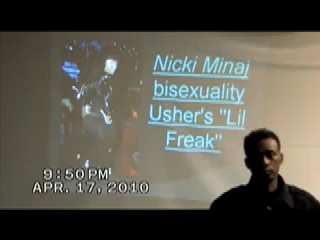 Nicki Minaj
bisexuality
Usher's "Lil
Freak"
9:50PM
APR. 17, 2010